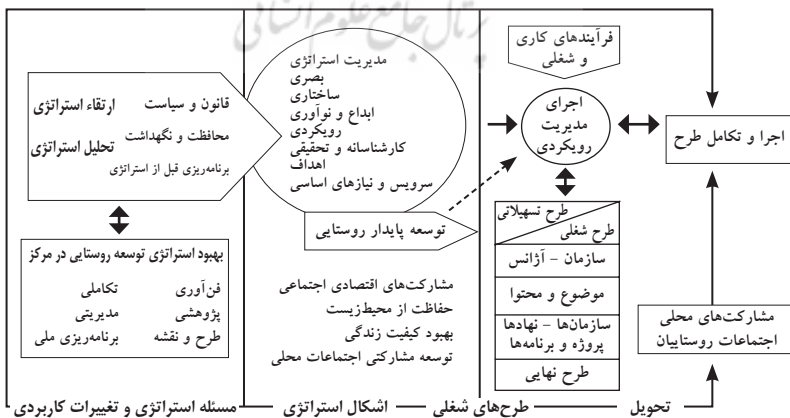 پرتال جامع علوم انسانی
فرآیندهای کاری
و شغلی
اجرای
مدیریت
رویکردی
اجرا و تکامل طرح
طرح تسهیلاتی
طرح شغلی
سازمان - آژانس
موضوع و محتوا
سازمان‌ها - نهادها
پروژه و برنامه‌ها
طرح نهایی
مشارکت‌های محلی
اجتماعات روستاییان
مدیریت استراتژی
بصری
ساختاری
ابداع و نوآوری
رویکردی
کارشناسانه و تحقیقی
اهداف
سرویس و نیازهای اساسی
توسعه پایدار روستایی
مشارکت‌های اقتصادی اجتماعی
حفاظت از محیط‌زیست
بهبود کیفیت زندگی
توسعه مشارکتی اجتماعات محلی
قانون و سیاست ارتقاء استراتژی
محافظت و نگهداشت تحلیل استراتژی
برنامه‌ریزی قبل از استراتژی
بهبود استراتژی توسعه روستایی در مرکز
فن‌آوری تکاملی
پژوهشی مدیریتی
طرح و نقشه برنامه‌ریزی ملی
تحویل طرح‌های شغلی اشکال استراتژی مسئله استراتژی و تغییرات کاربردی